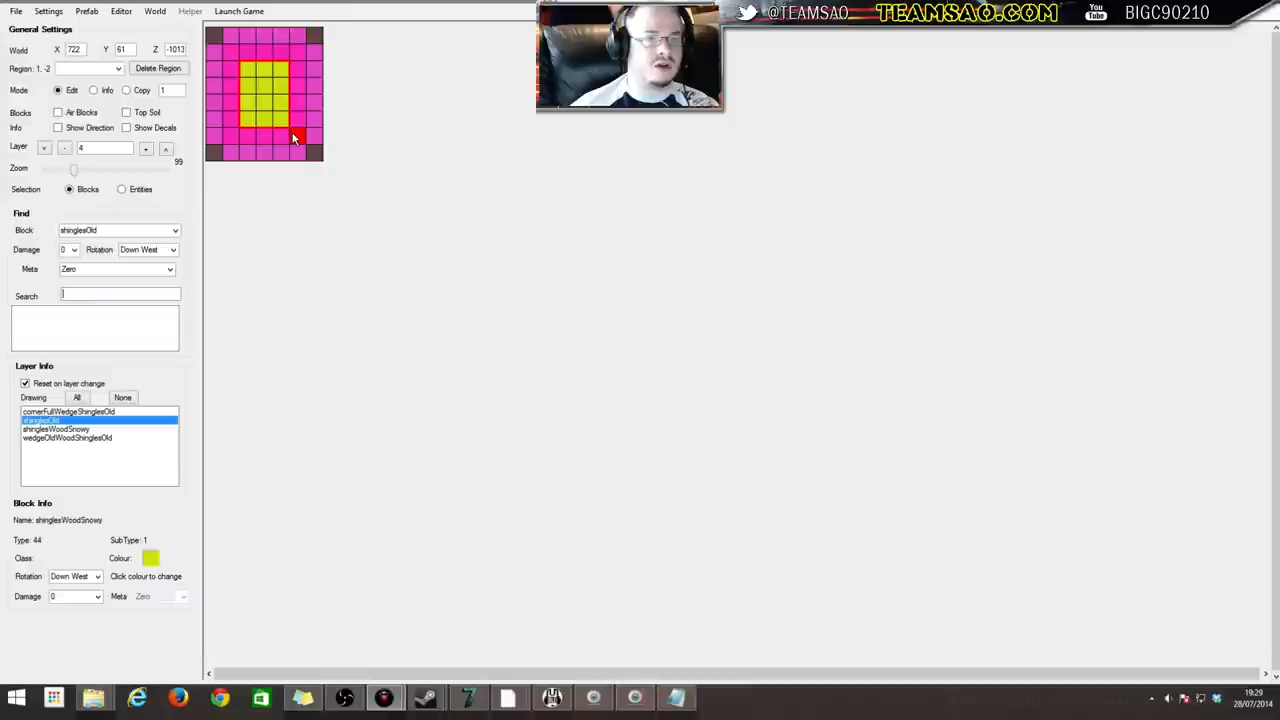 File Settings Prefab Editor World Helper Launch Game
@TEAMSAO TEAMSAO.COM You Tube BIGC90210
General Settings
World X 722 Y 61 Z -1013
Region: 1. -2 Delete Region
Mode Edit Info Copy 1
Blocks Air Blocks Top Soil
Info Show Direction Show Decals
Layer v - 4 + ^
Zoom 99
Selection Blocks Entities
Find
Block shinglesOld
Damage 0 Rotation Down West
Meta Zero
Search
Layer Info
Reset on layer change
Drawing All None
cornerFullWedgeShinglesOld
shinglesOld
shinglesWoodSnowy
wedgeOldWoodShinglesOld
Block Info
Name: shinglesWoodSnowy
Type: 44 SubType: 1
Class: Colour:
Rotation Down West Click colour to change
Damage 0 Meta Zero
19:29
28/07/2014